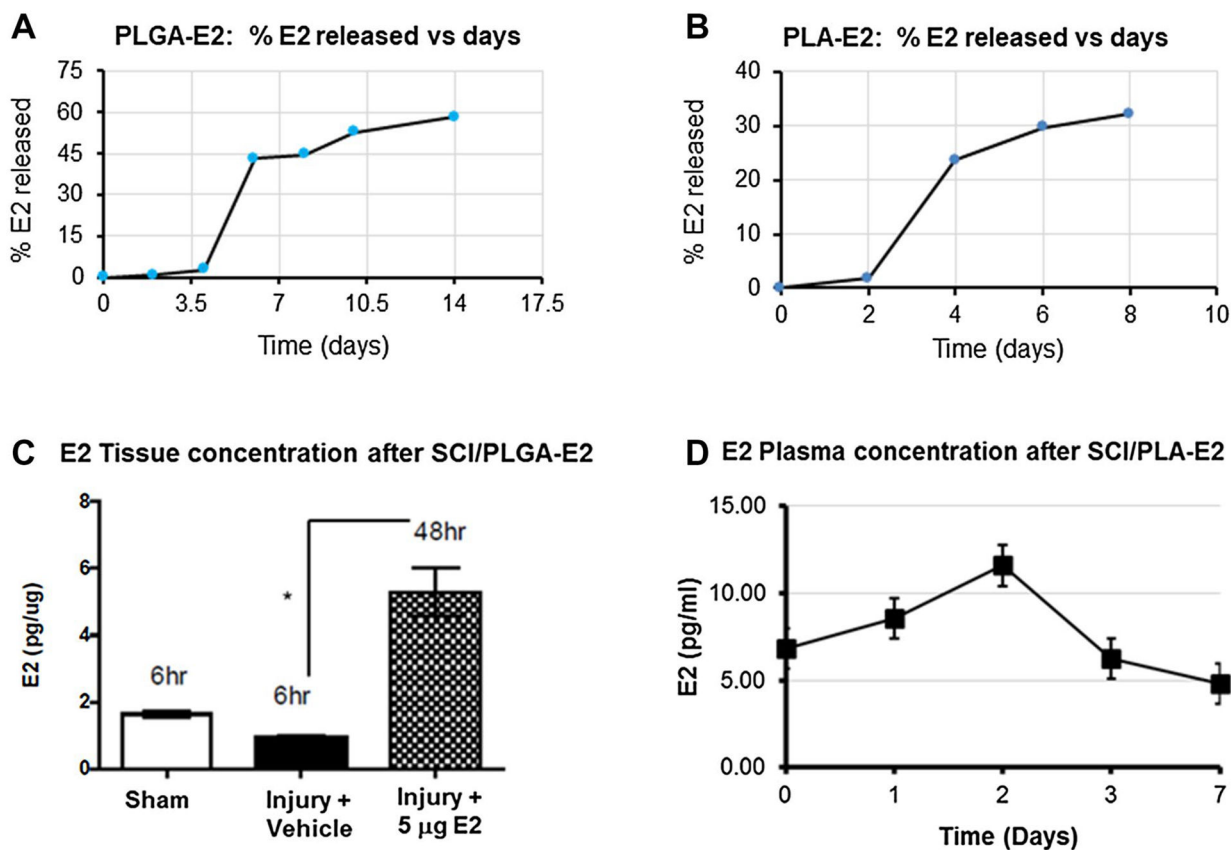 A
PLGA-E2: % E2 released vs days
75
60
45
30
15
0
% E2 released
0 3.5 7 10.5 14 17.5
Time (days)
B
PLA-E2: % E2 released vs days
40
30
20
10
0
% E2 released
0 2 4 6 8 10
Time (days)
C
E2 Tissue concentration after SCI/PLGA-E2
8
6
4
2
0
E2 (pg/ug)
6hr
6hr
48hr
*
Sham
Injury +
Vehicle
Injury +
5 µg E2
D
E2 Plasma concentration after SCI/PLA-E2
15.00
10.00
5.00
0.00
E2 (pg/ml)
0 1 2 3 7
Time (Days)